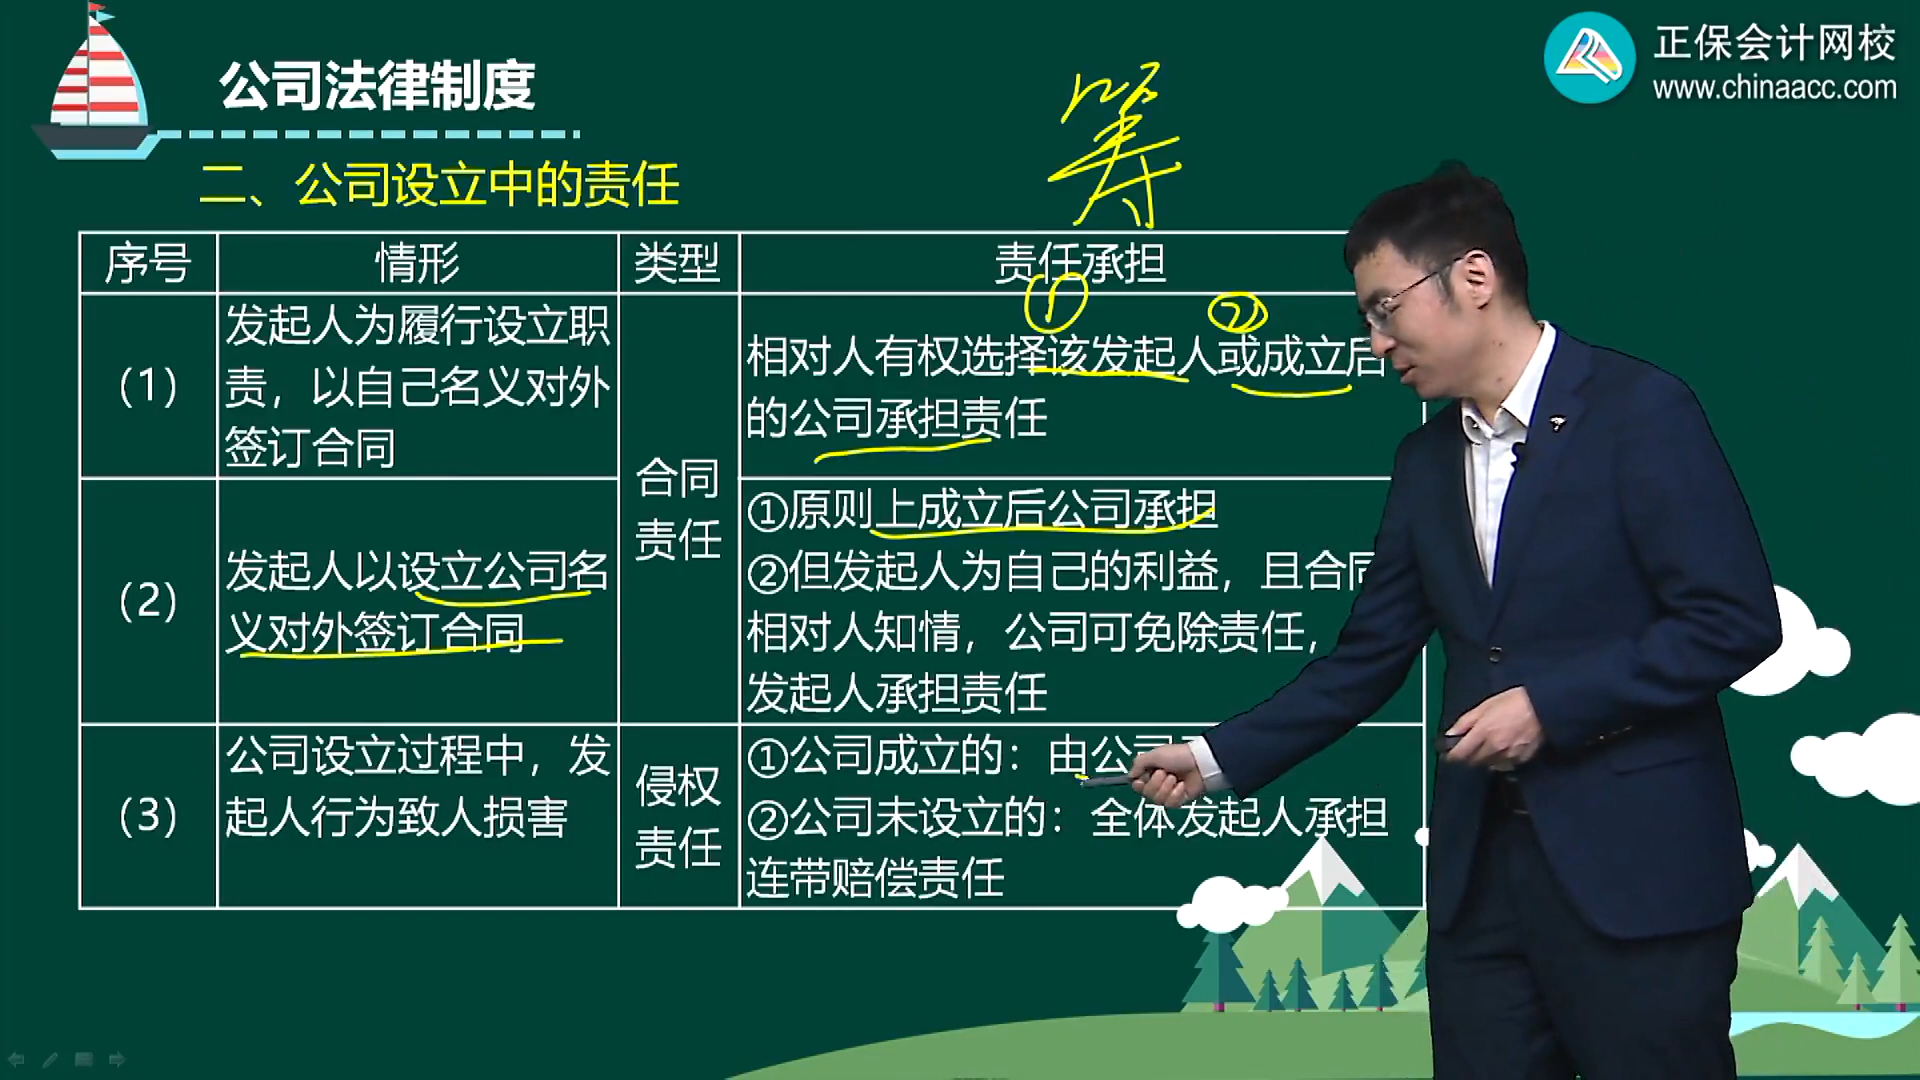 公司法律制度
正保会计网校
www.chinaacc.com
筹
二、公司设立中的责任
序号 情形 类型 责任承担
① ②
(1)
发起人为履行设立职
责，以自己名义对外
签订合同
合同
责任
相对人有权选择该发起人或成立后
的公司承担责任
(2)
发起人以设立公司名
义对外签订合同
①原则上成立后公司承担
②但发起人为自己的利益，且合同
相对人知情，公司可免除责任，
发起人承担责任
(3)
公司设立过程中，发
起人行为致人损害
侵权
责任
①公司成立的：由公司
②公司未设立的：全体发起人承担
连带赔偿责任